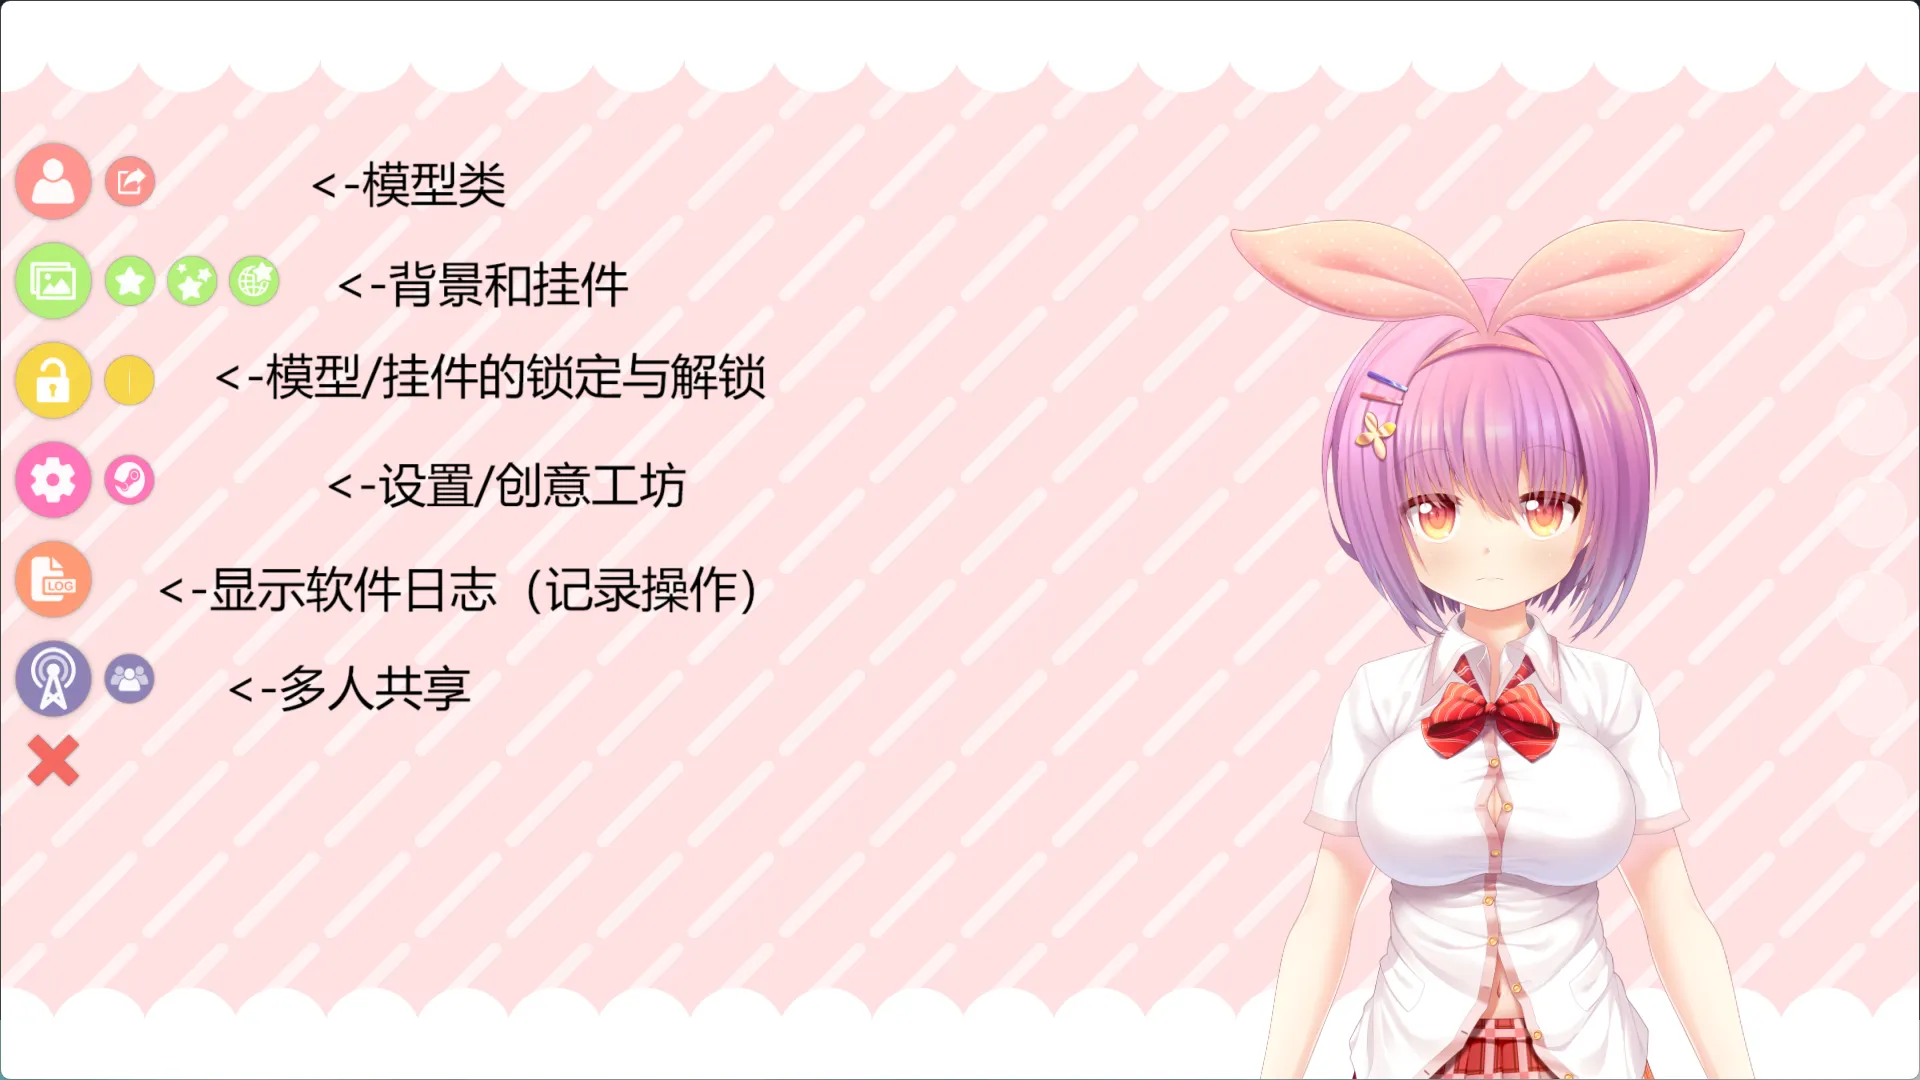 <-模型类
<-背景和挂件
<-模型/挂件的锁定与解锁
<-设置/创意工坊
LOG
<-显示软件日志（记录操作）
<-多人共享